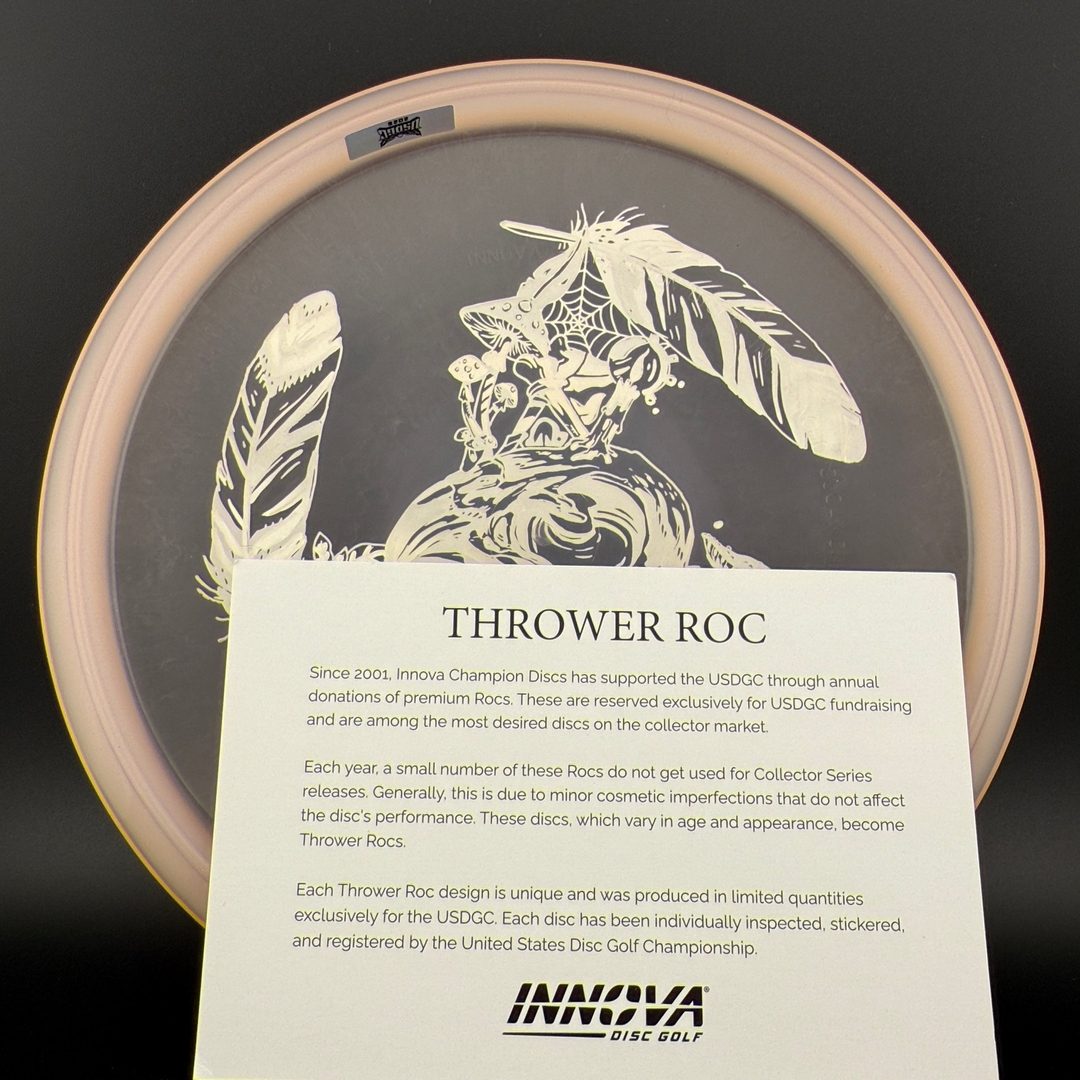 THROWER ROC
Since 2001, Innova Champion Discs has supported the USDGC through annual
donations of premium Rocs. These are reserved exclusively for USDGC fundraising
and are among the most desired discs on the collector market.
Each year, a small number of these Rocs do not get used for Collector Series
releases. Generally, this is due to minor cosmetic imperfections that do not affect
the disc's performance. These discs, which vary in age and appearance, become
Thrower Rocs.
Each Thrower Roc design is unique and was produced in limited quantities
exclusively for the USDGC. Each disc has been individually inspected, stickered,
and registered by the United States Disc Golf Championship.
INNOVA®
DISC GOLF